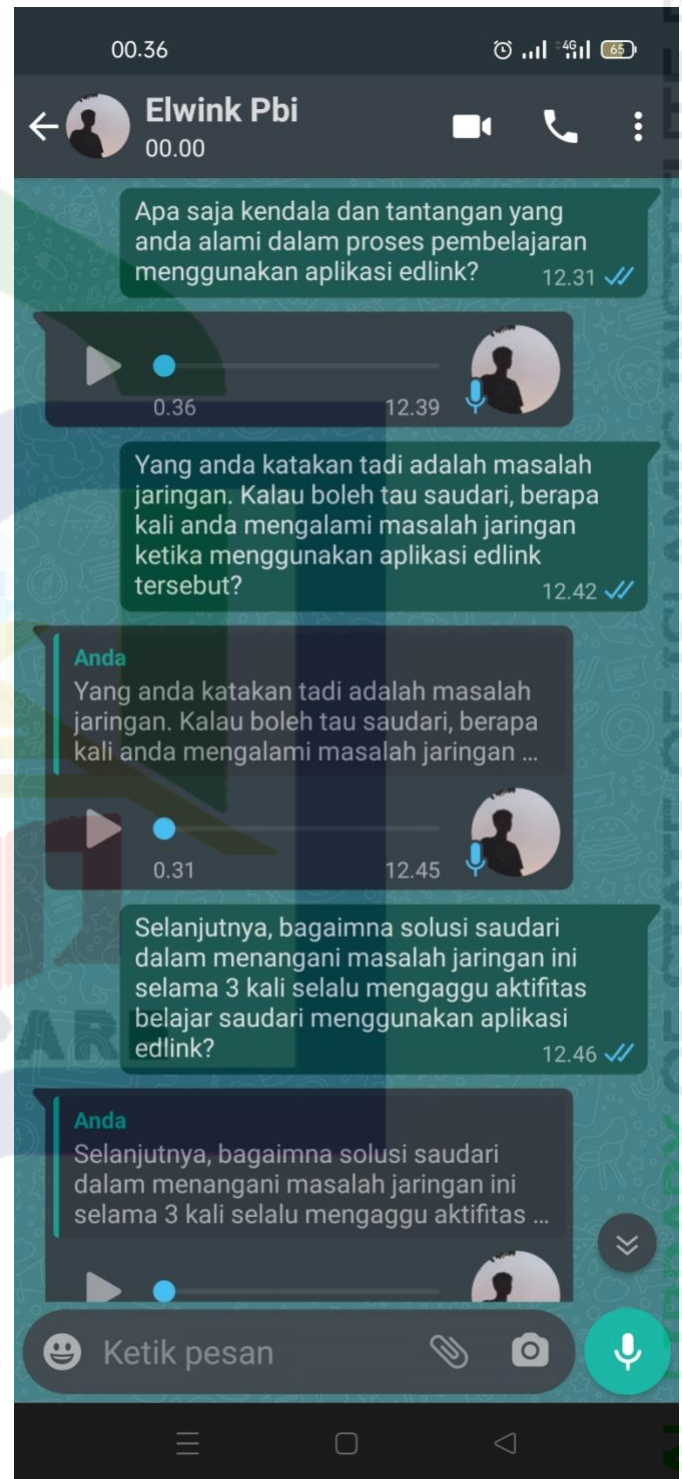 00.36
4G
65
Elwink Pbi
00.00
Apa saja kendala dan tantangan yang
anda alami dalam proses pembelajaran
menggunakan aplikasi edlink?
12.31
0.36 12.39
Yang anda katakan tadi adalah masalah
jaringan. Kalau boleh tau saudari, berapa
kali anda mengalami masalah jaringan
ketika menggunakan aplikasi edlink
tersebut?
12.42
Anda
Yang anda katakan tadi adalah masalah
jaringan. Kalau boleh tau saudari, berapa
kali anda mengalami masalah jaringan ...
0.31 12.45
Selanjutnya, bagaimna solusi saudari
dalam menangani masalah jaringan ini
selama 3 kali selalu mengaggu aktifitas
belajar saudari menggunakan aplikasi
edlink?
12.46
Anda
Selanjutnya, bagaimna solusi saudari
dalam menangani masalah jaringan ini
selama 3 kali selalu mengaggu aktifitas ...
Ketik pesan